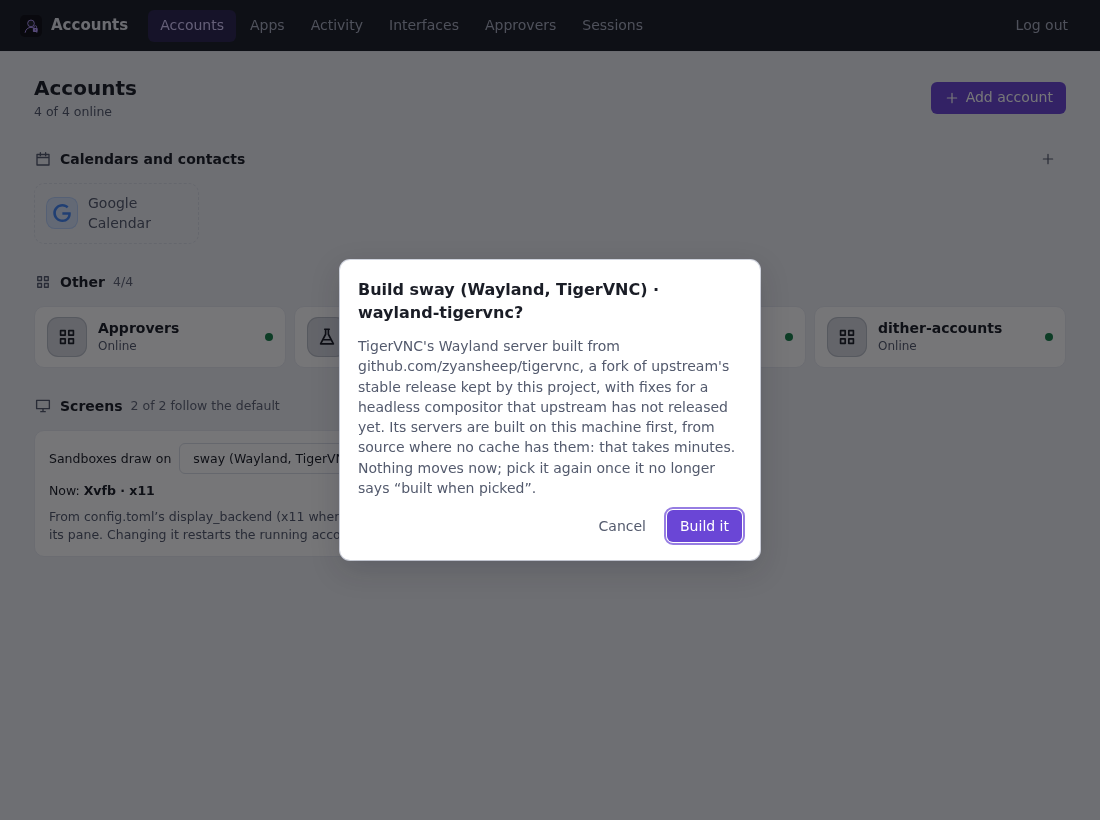 Accounts
Accounts
Apps
Activity
Interfaces
Approvers
Sessions
Log out
Accounts
4 of 4 online
Add account
Calendars and contacts
Google
Calendar
Other 4/4
Approvers
Online
dither-accounts
Online
Screens 2 of 2 follow the default
Sandboxes draw on
sway (Wayland,
Now: Xvfb · x11
From config.toml’s display_backend (x11
its pane. Changing it restarts the running
Build sway (Wayland, TigerVNC) ·
wayland-tigervnc?
TigerVNC's Wayland server built from
github.com/zyansheep/tigervnc, a fork of upstream's
stable release kept by this project, with fixes for a
headless compositor that upstream has not released
yet. Its servers are built on this machine first, from
source where no cache has them: that takes minutes.
Nothing moves now; pick it again once it no longer
says “built when picked”.
Cancel
Build it